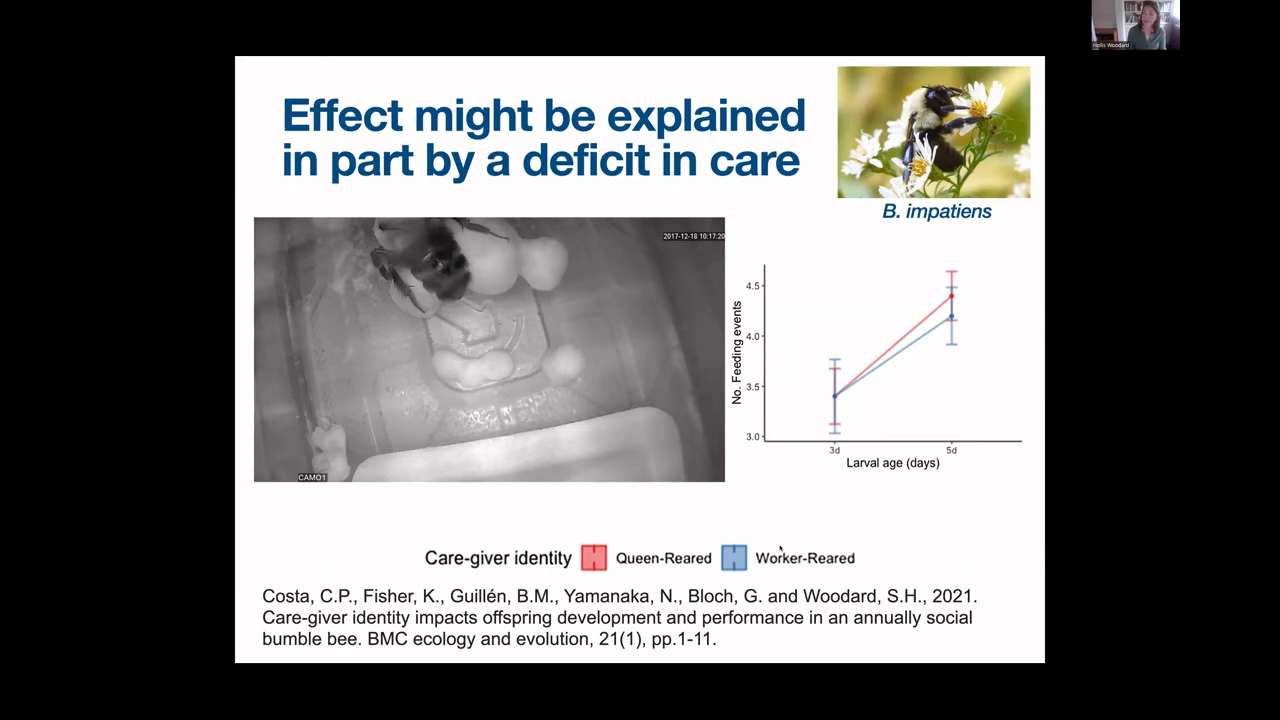 Hollis Woodard
Effect might be explained
in part by a deficit in care
B. impatiens
2017-12-18 10:17:20
CAM01
No. Feeding events
4.5
4.0
3.5
3.0
3d
5d
Larval age (days)
Care-giver identity
Queen-Reared
Worker-Reared
Costa, C.P., Fisher, K., Guillén, B.M., Yamanaka, N., Bloch, G. and Woodard, S.H., 2021.
Care-giver identity impacts offspring development and performance in an annually social
bumble bee. BMC ecology and evolution, 21(1), pp.1-11.